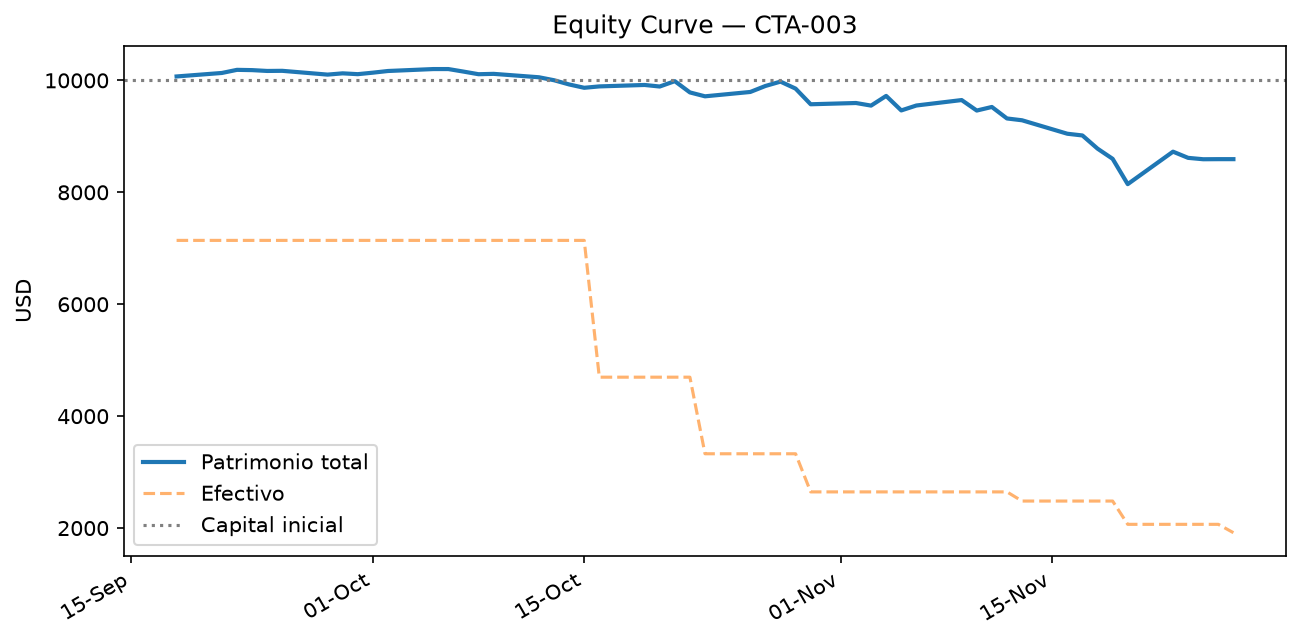 Equity Curve — CTA-003
USD
10000
8000
6000
4000
2000
Patrimonio total
Efectivo
Capital inicial
15-Sep
01-Oct
15-Oct
01-Nov
15-Nov